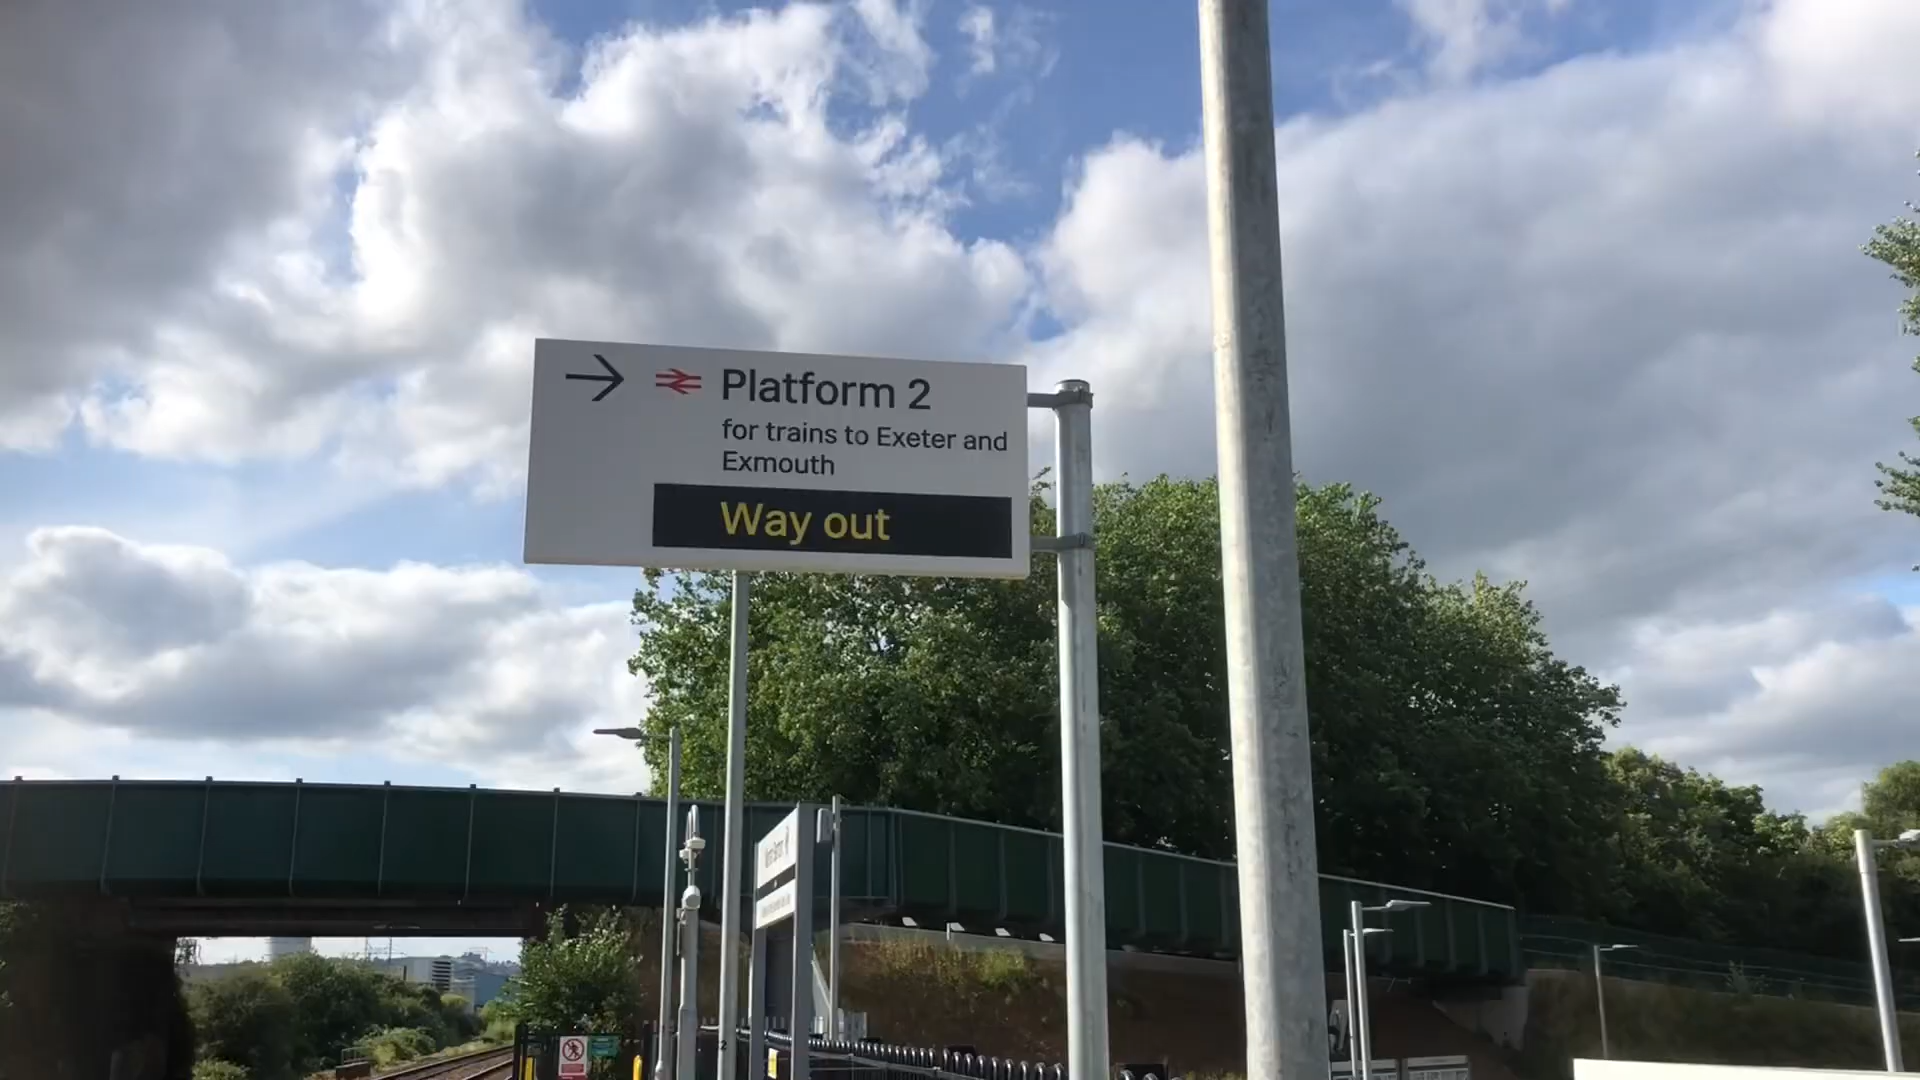 Platform 2
for trains to Exeter and
Exmouth
Way out